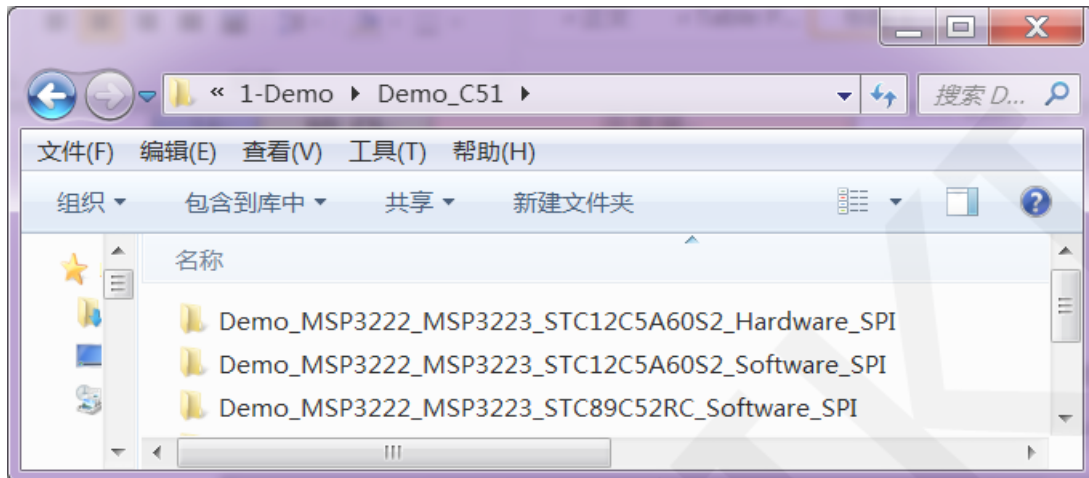 « 1-Demo Demo_C51 搜索 D...
文件(F) 编辑(E) 查看(V) 工具(T) 帮助(H)
组织 包含到库中 共享 新建文件夹
名称
Demo_MSP3222_MSP3223_STC12C5A60S2_Hardware_SPI
Demo_MSP3222_MSP3223_STC12C5A60S2_Software_SPI
Demo_MSP3222_MSP3223_STC89C52RC_Software_SPI